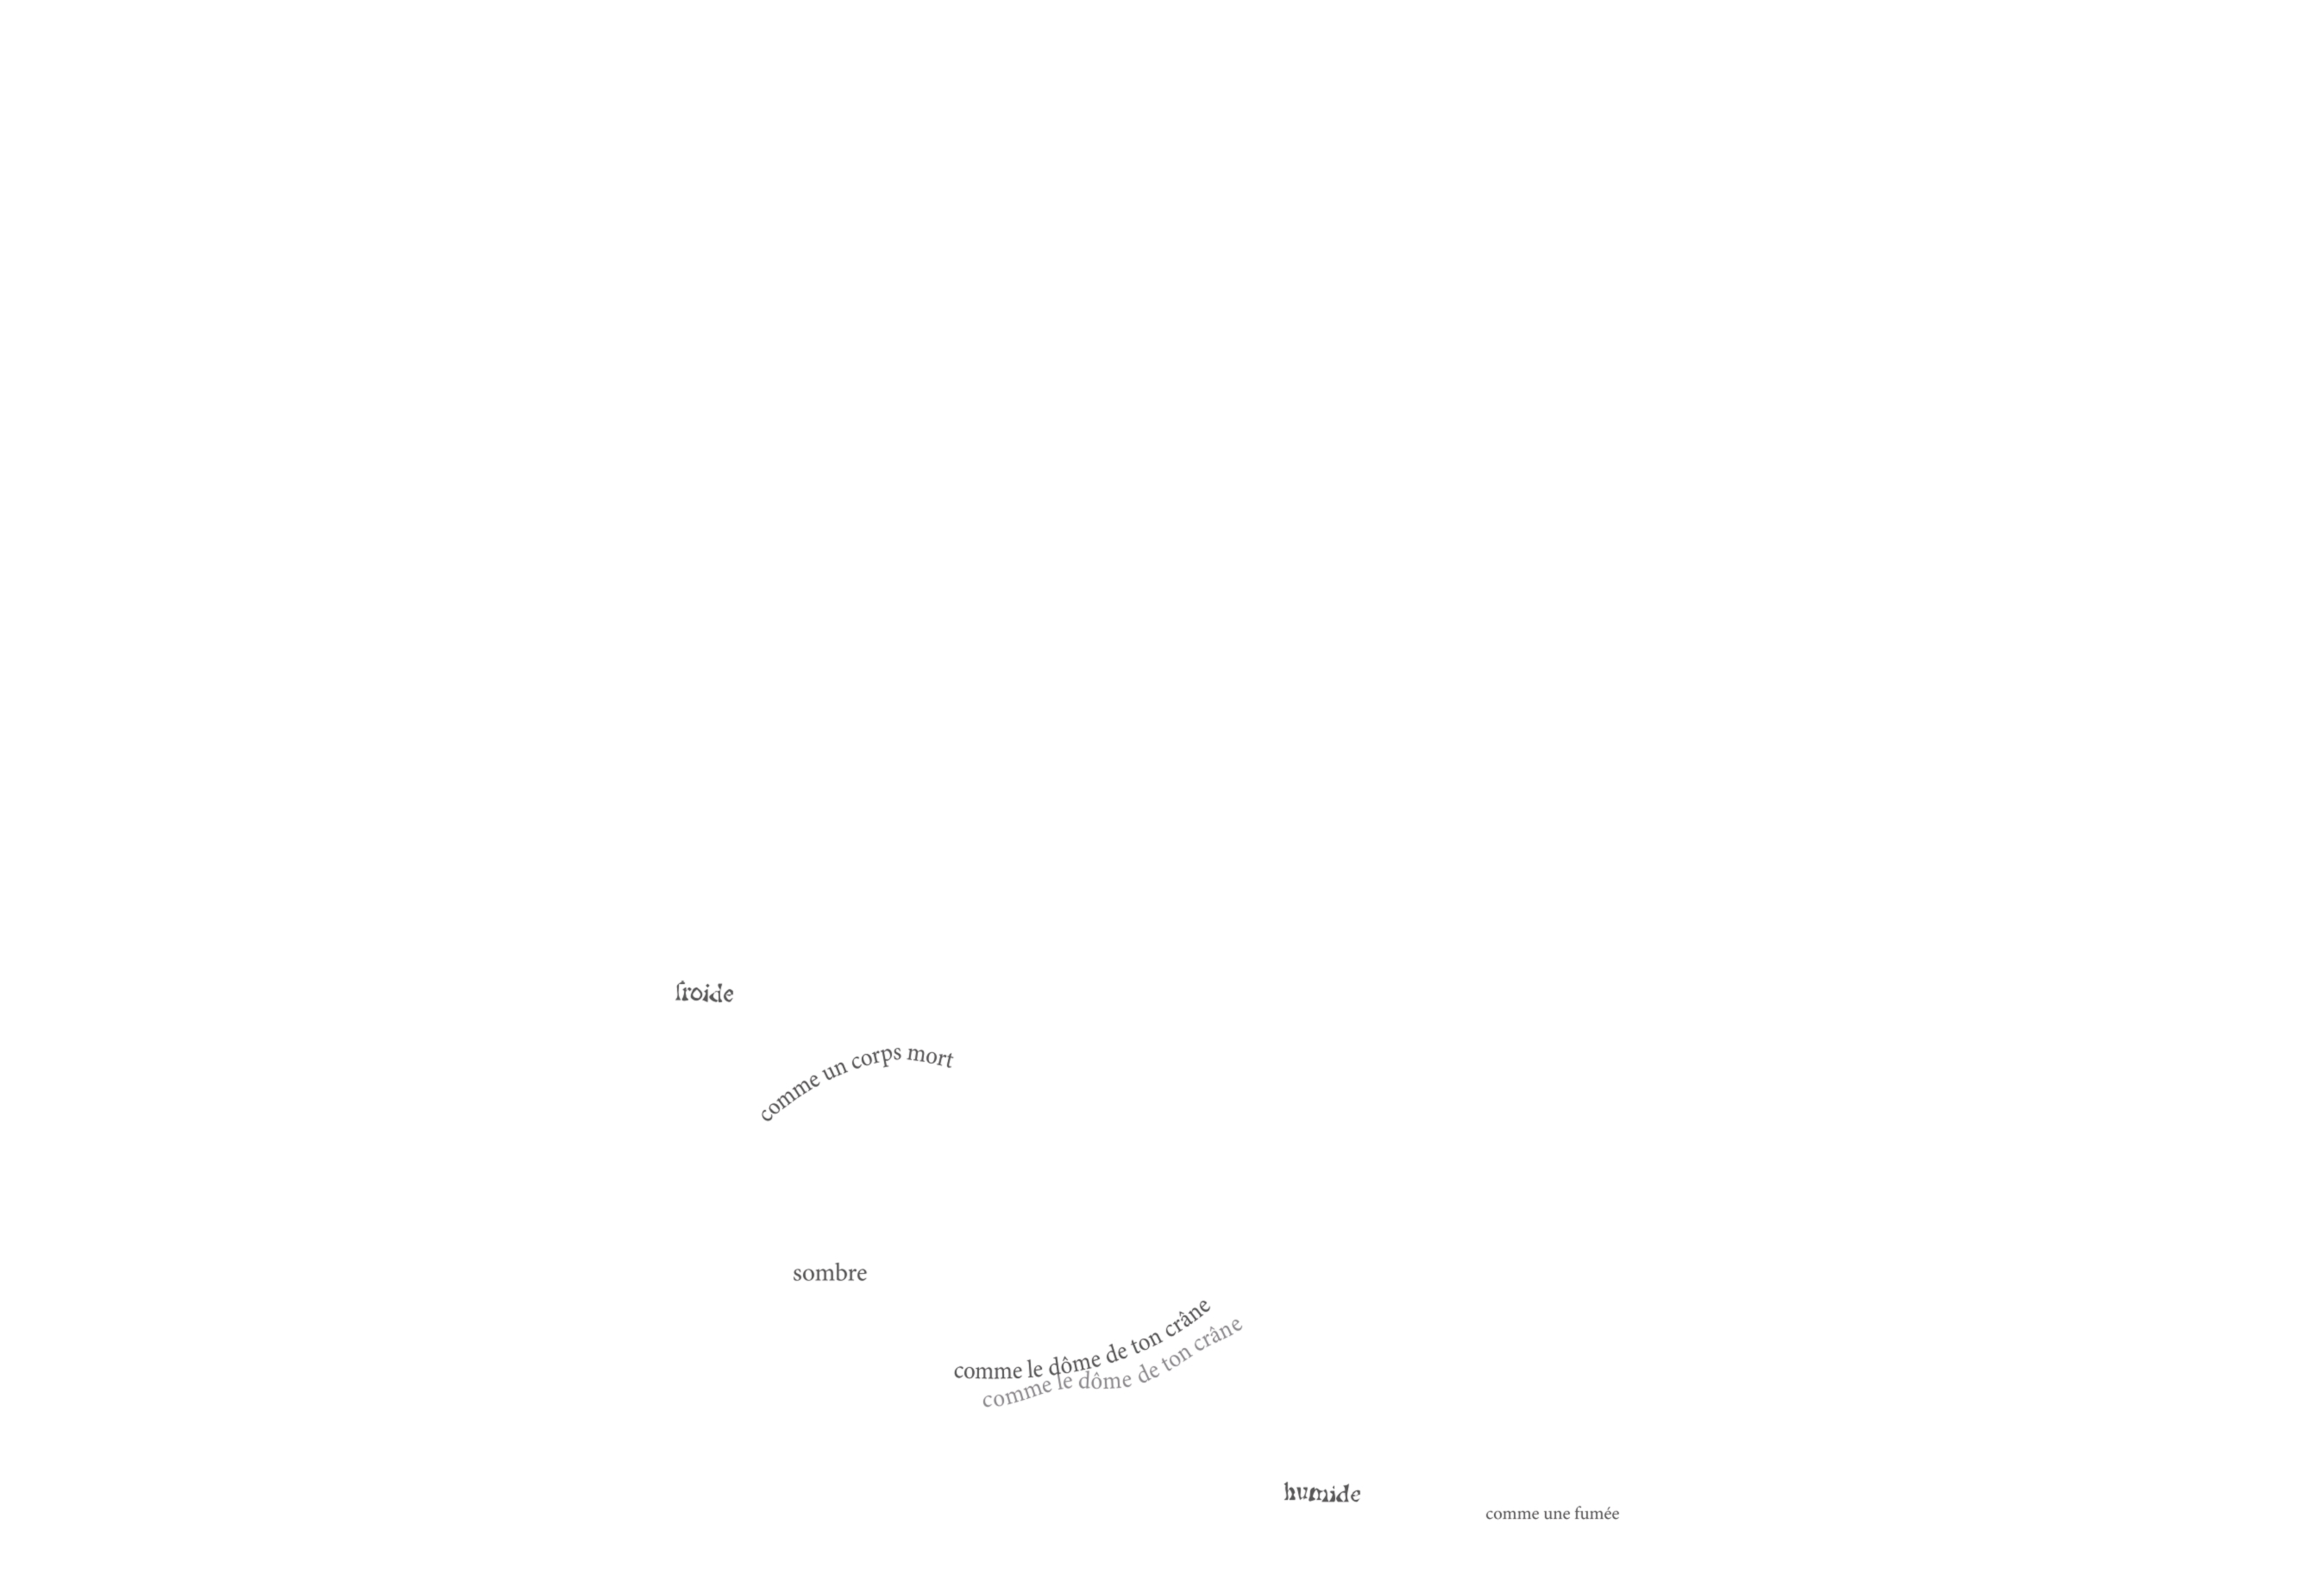 froide
comme un corps mort
sombre
comme le dôme de ton crâne
comme le dôme de ton crâne
humide
comme une fumée